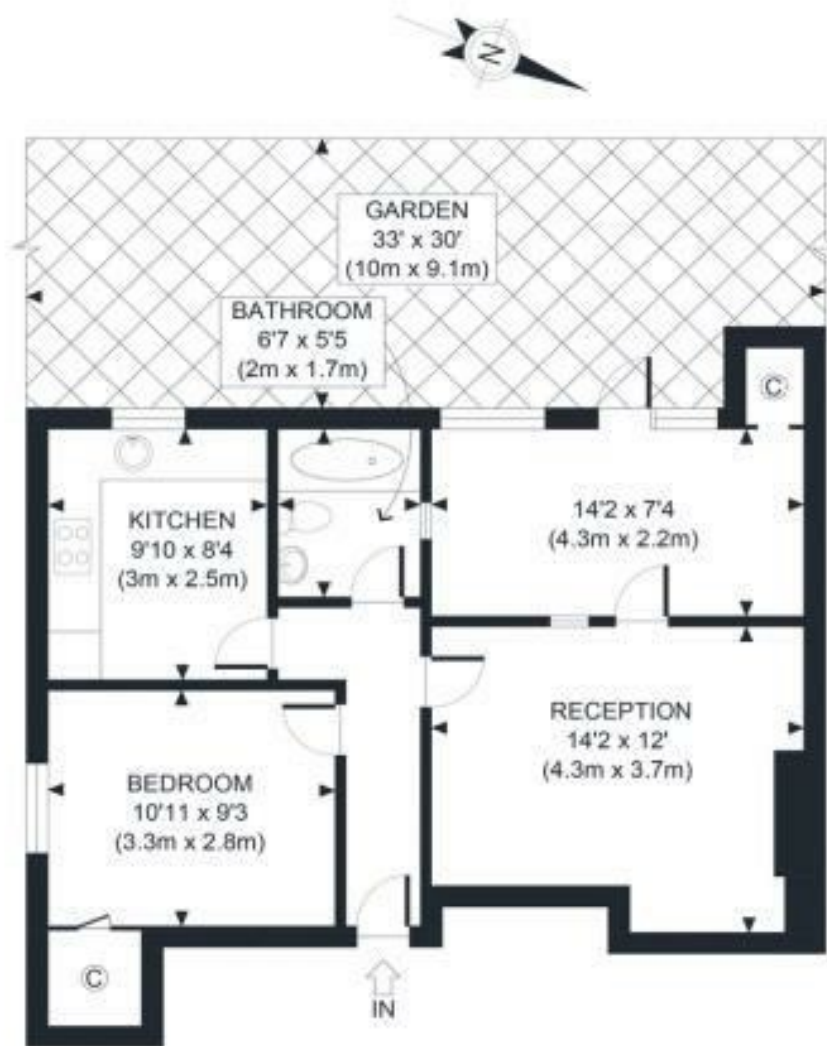 N
GARDEN
33' x 30'
(10m x 9.1m)
BATHROOM
6'7 x 5'5
(2m x 1.7m)
C
KITCHEN
9'10 x 8'4
(3m x 2.5m)
14'2 x 7'4
(4.3m x 2.2m)
RECEPTION
14'2 x 12'
(4.3m x 3.7m)
BEDROOM
10'11 x 9'3
(3.3m x 2.8m)
C
IN